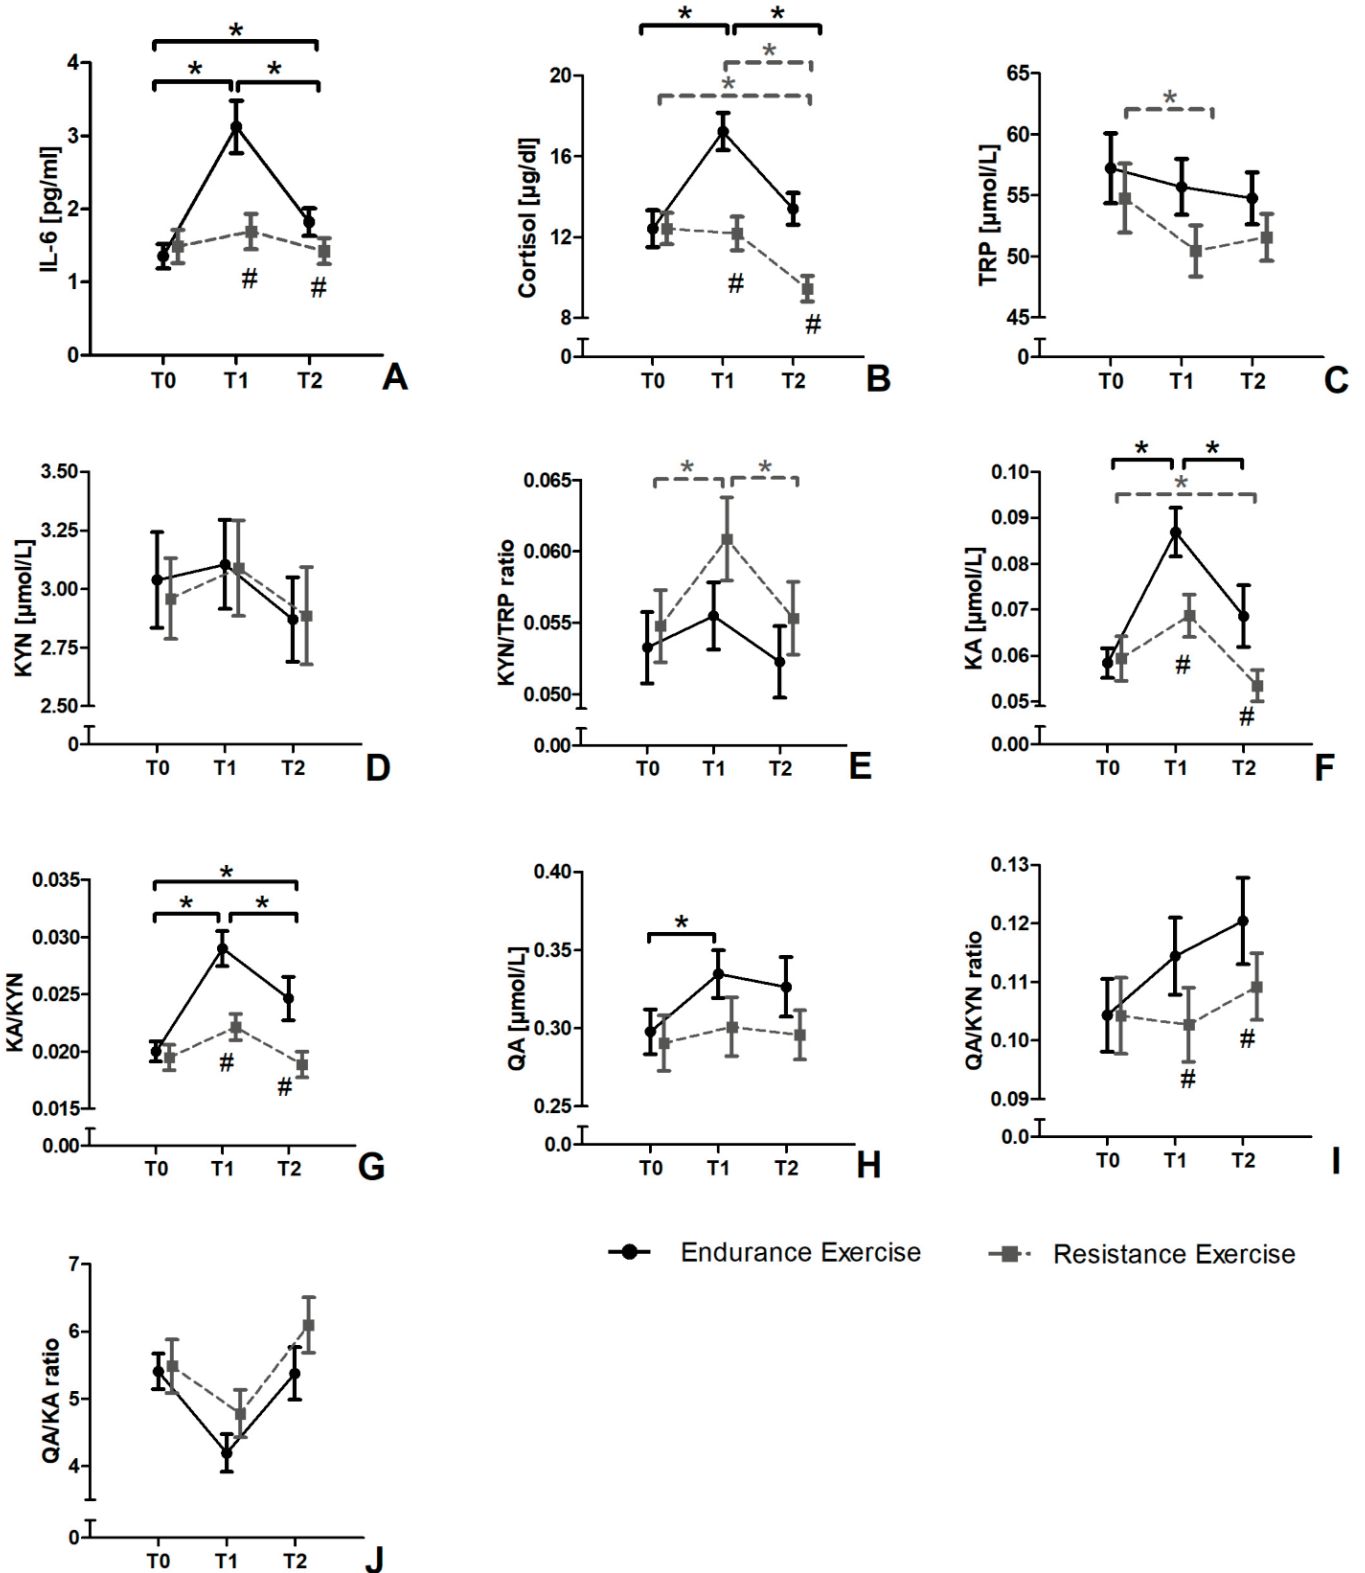 *
* *
4
3
2
1
0
IL-6 [pg/ml]
# #
T0 T1 T2
A
* *
*
*
20
16
12
8
0
Cortisol [µg/dl]
#
#
T0 T1 T2
B
*
65
60
55
50
45
0
TRP [µmol/L]
T0 T1 T2
C
3.50
3.25
3.00
2.75
2.50
0
KYN [µmol/L]
T0 T1 T2
D
* *
0.065
0.060
0.055
0.050
0.00
KYN/TRP ratio
T0 T1 T2
E
* *
*
0.10
0.09
0.08
0.07
0.06
0.05
0.00
KA [µmol/L]
#
#
T0 T1 T2
F
*
* *
0.035
0.030
0.025
0.020
0.015
0.00
KA/KYN
#
#
T0 T1 T2
G
*
0.40
0.35
0.30
0.25
0.0
QA [µmol/L]
T0 T1 T2
H
0.13
0.12
0.11
0.10
0.09
0.0
QA/KYN ratio
#
#
T0 T1 T2
I
Endurance Exercise Resistance Exercise
7
6
5
4
0
QA/KA ratio
T0 T1 T2
J